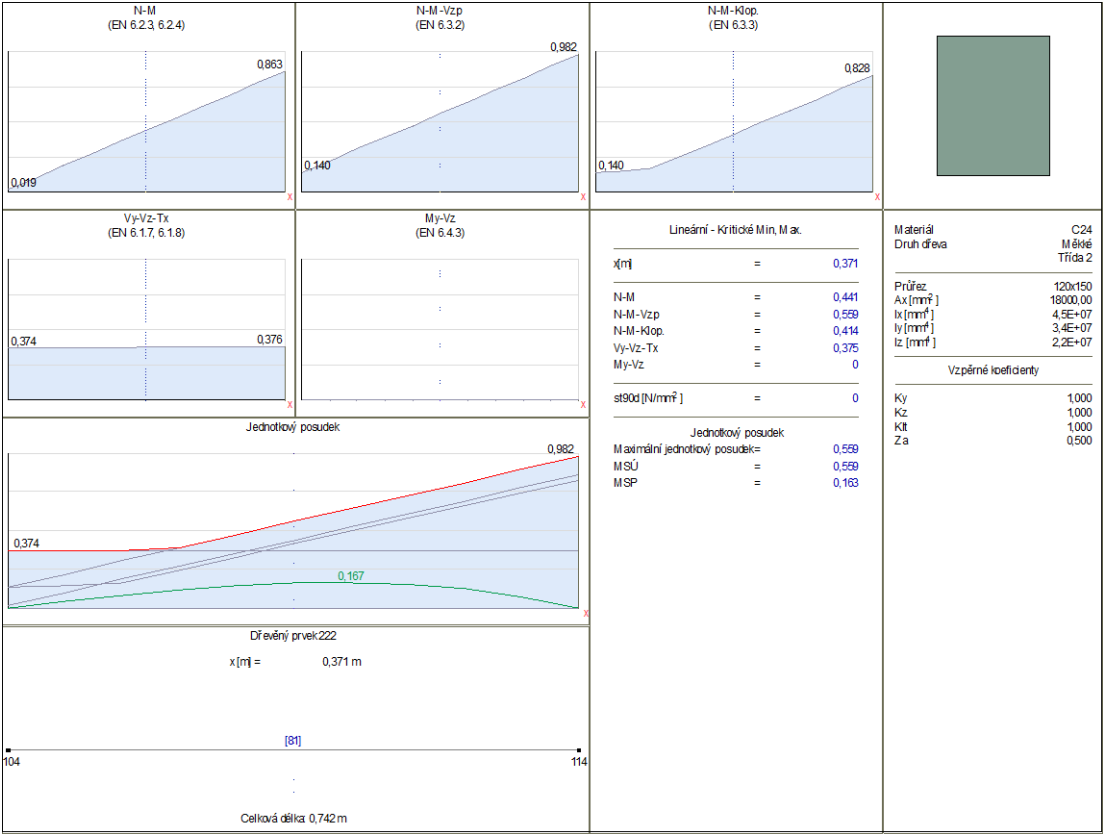 N-M
(EN 6.2.3, 6.2.4)
0,863
0,019
x
N-M-Vzp
(EN 6.3.2)
0,982
0,140
x
N-M-Klop.
(EN 6.3.3)
0,828
0,140
x
Vy-Vz-Tx
(EN 6.1.7, 6.1.8)
0,374
0,376
x
My-Vz
(EN 6.4.3)
x
Jednotkový posudek
0,982
0,374
0,167
x
Dřevěný prvek222
x [m] = 0,371 m
[81]
104
114
Celková délka: 0,742 m
Lineární - Kritické Min, Max.
x[m] = 0,371
N-M = 0,441
N-M-Vzp = 0,559
N-M-Klop. = 0,414
Vy-Vz-Tx = 0,375
My-Vz = 0
st90d [N/mm²] = 0
Jednotkový posudek
Maximální jednotkový posudek= 0,559
MSÚ = 0,559
MSP = 0,163
Materiál C24
Druh dřeva Měkké
Třída 2
Průřez 120x150
Ax [mm²] 18000,00
Ix [mm⁴] 4,5E+07
Iy [mm⁴] 3,4E+07
Iz [mm⁴] 2,2E+07
Vzpěrné koeficienty
Ky 1,000
Kz 1,000
Klt 1,000
Za 0,500